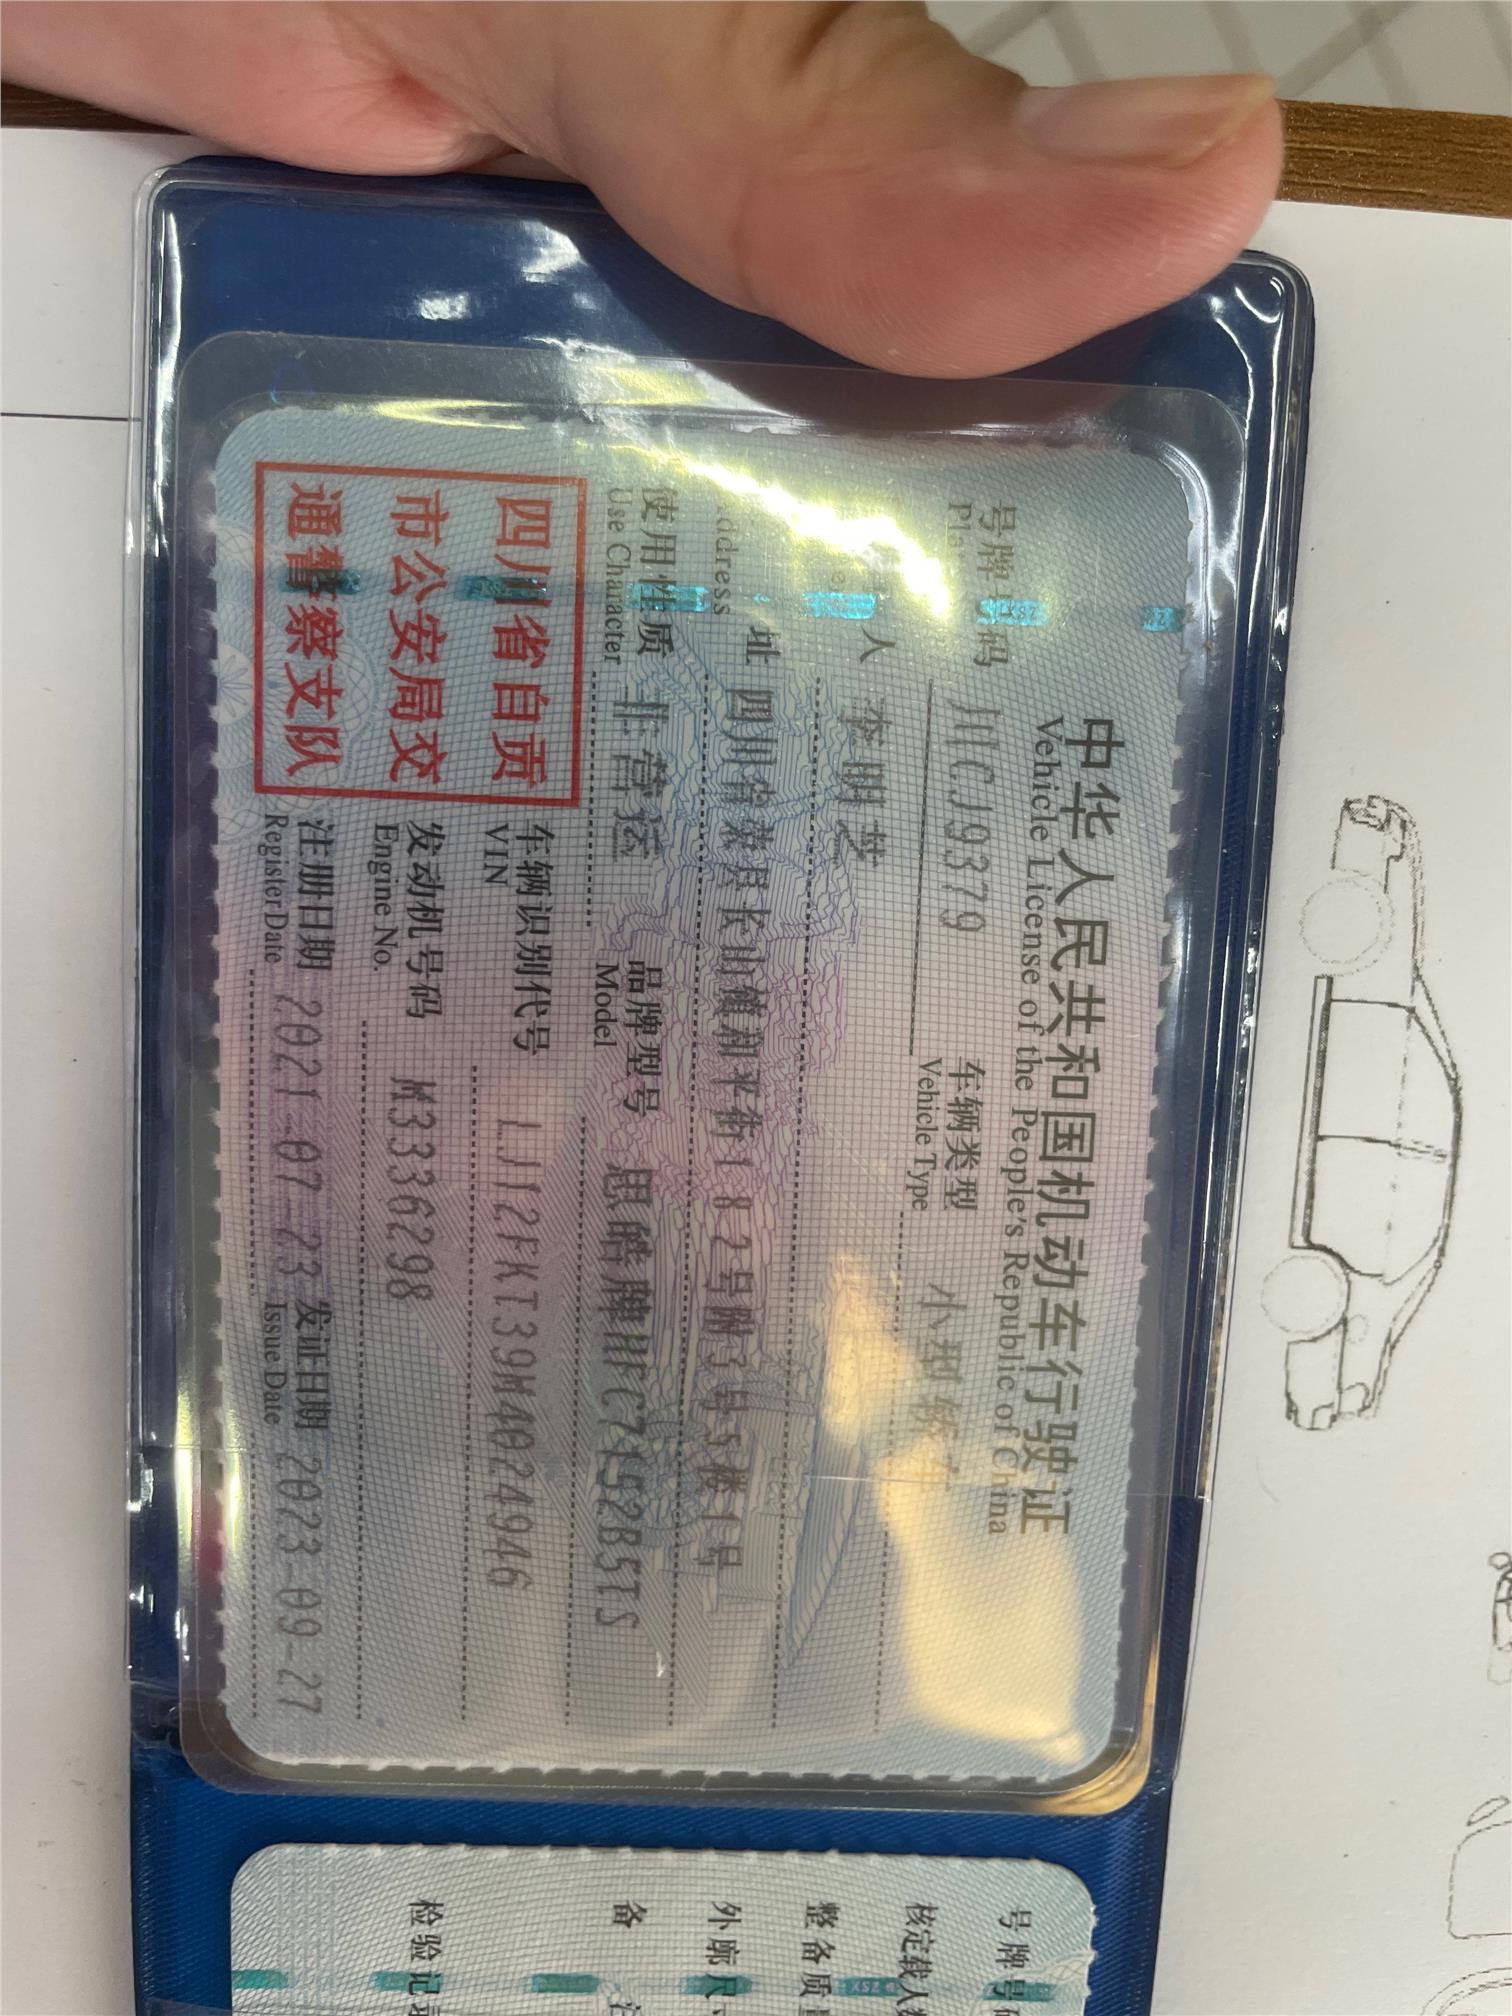 中华人民共和国机动车行驶证
Vehicle License of the People's Republic of China
号牌号码 川CJ9379 车辆类型 小型轿车
Vehicle Type
人 李明芝
址 四川省荣县长山镇和平街182号附3号5楼1号
Address
使用性质 非营运 品牌型号 思皓牌HFC7152B5TS
Use Character Model
四川省自贡
市公安局交
通警察支队
车辆识别代号 LJ12FKT39M4024946
VIN
发动机号码 M3336298
Engine No.
注册日期 2021-07-23 发证日期 2023-09-27
Register Date Issue Date
号牌号
核定载人
整备质
外廓尺
备
检验记